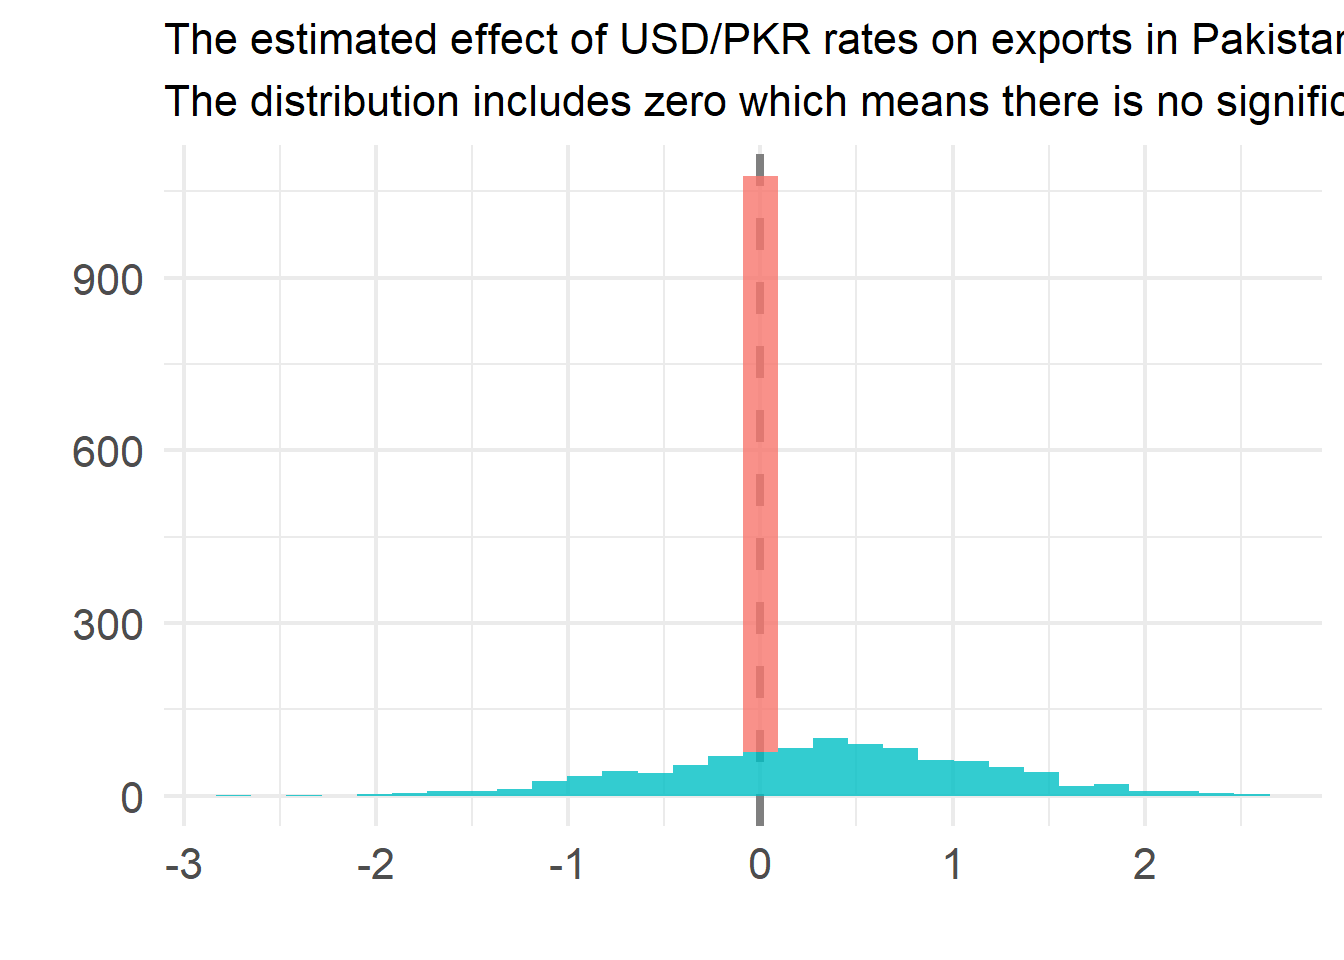 The estimated effect of USD/PKR rates on exports in Pakistan
The distribution includes zero which means there is no signific
900
600
300
0
-3 -2 -1 0 1 2